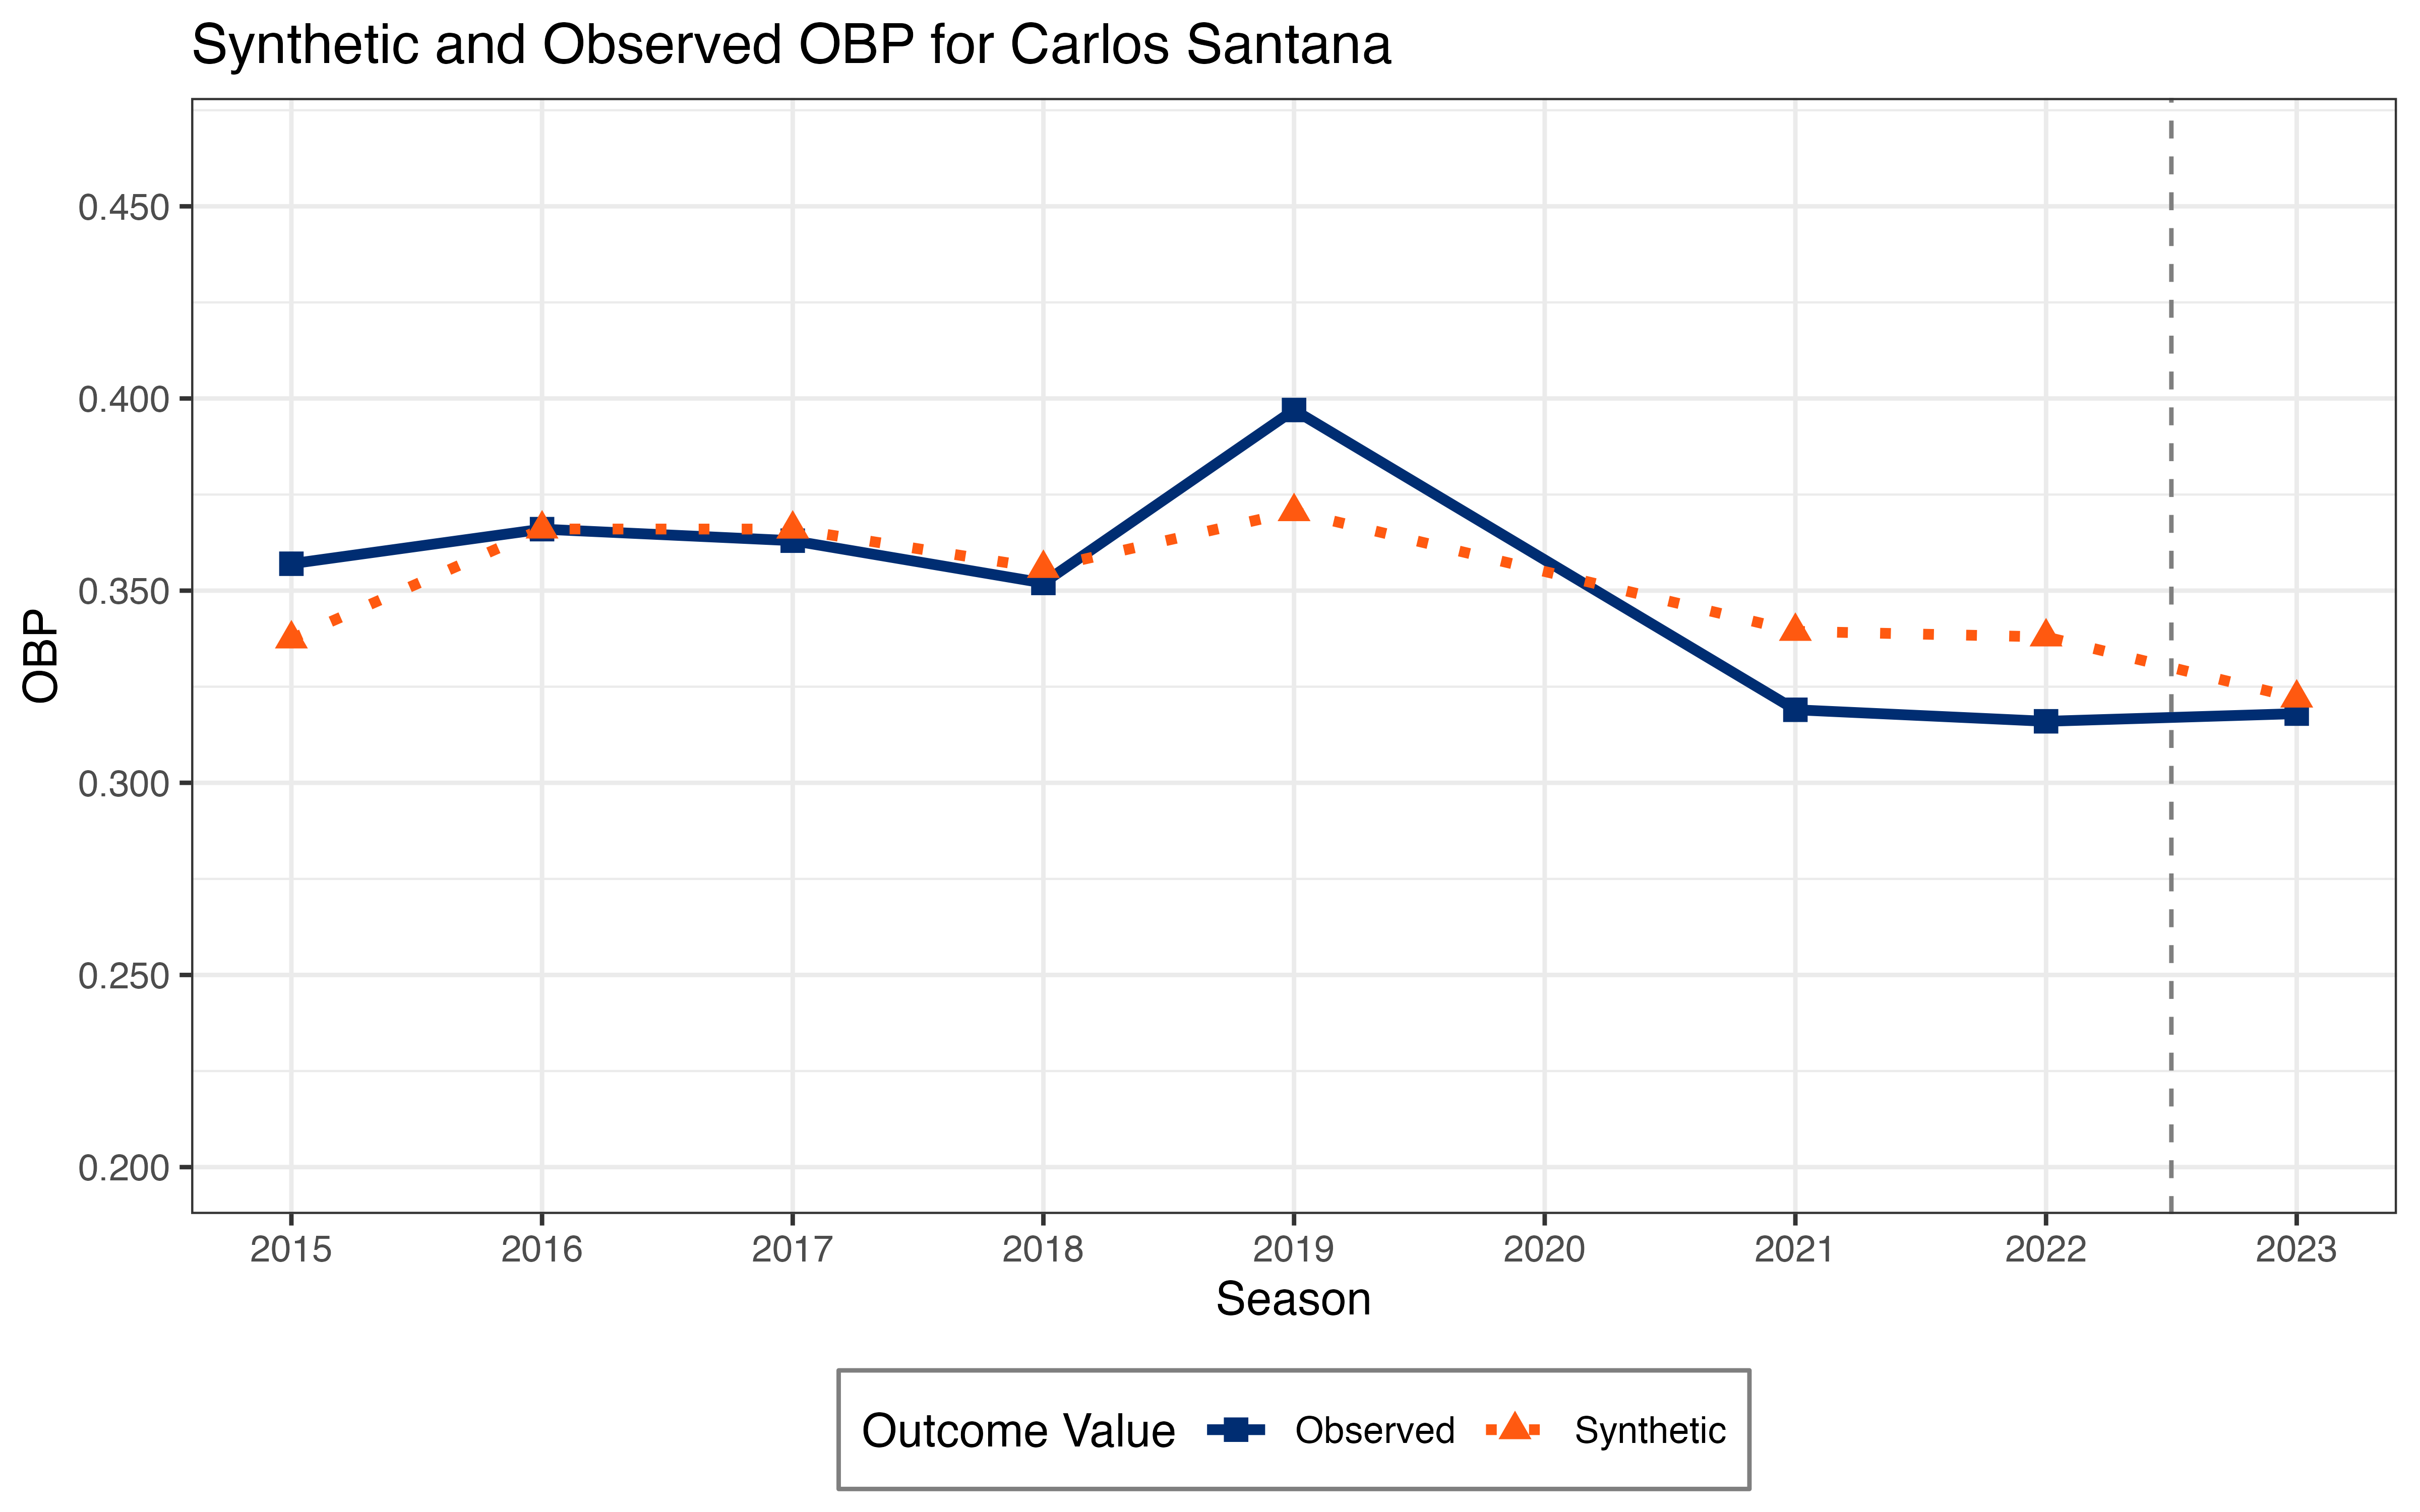 Synthetic and Observed OBP for Carlos Santana
0.450
0.400
0.350
0.300
0.250
0.200
OBP
2015 2016 2017 2018 2019 2020 2021 2022 2023
Season
Outcome Value Observed Synthetic